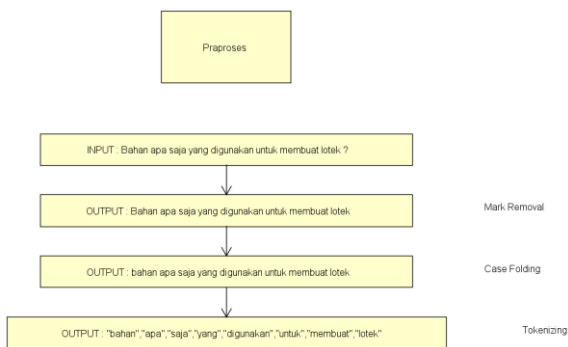 Praproses
INPUT : Bahan apa saja yang digunakan untuk membuat lotek ?
OUTPUT : Bahan apa saja yang digunakan untuk membuat lotek
Mark Removal
OUTPUT : bahan apa saja yang digunakan untuk membuat lotek
Case Folding
OUTPUT : "bahan","apa","saja","yang","digunakan","untuk","membuat","lotek"
Tokenizing